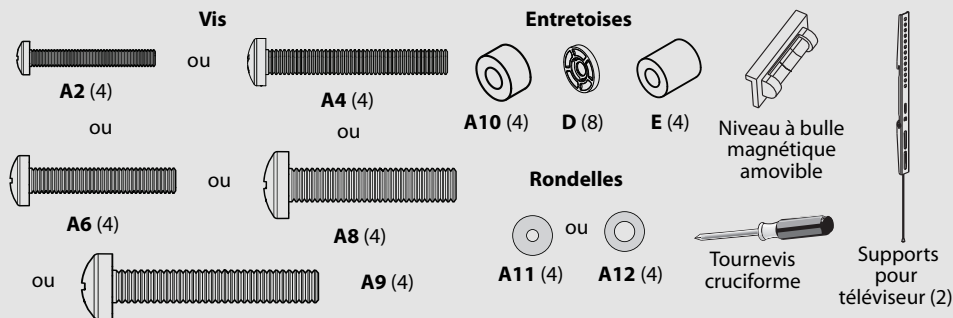 Vis
A2 (4)
ou
A4 (4)
ou
ou
A6 (4)
ou
A8 (4)
ou
A9 (4)
Entretoises
A10 (4)
D (8)
E (4)
Rondelles
A11 (4)
ou
A12 (4)
Niveau à bulle
magnétique
amovible
Tournevis
cruciforme
Supports
pour
téléviseur (2)